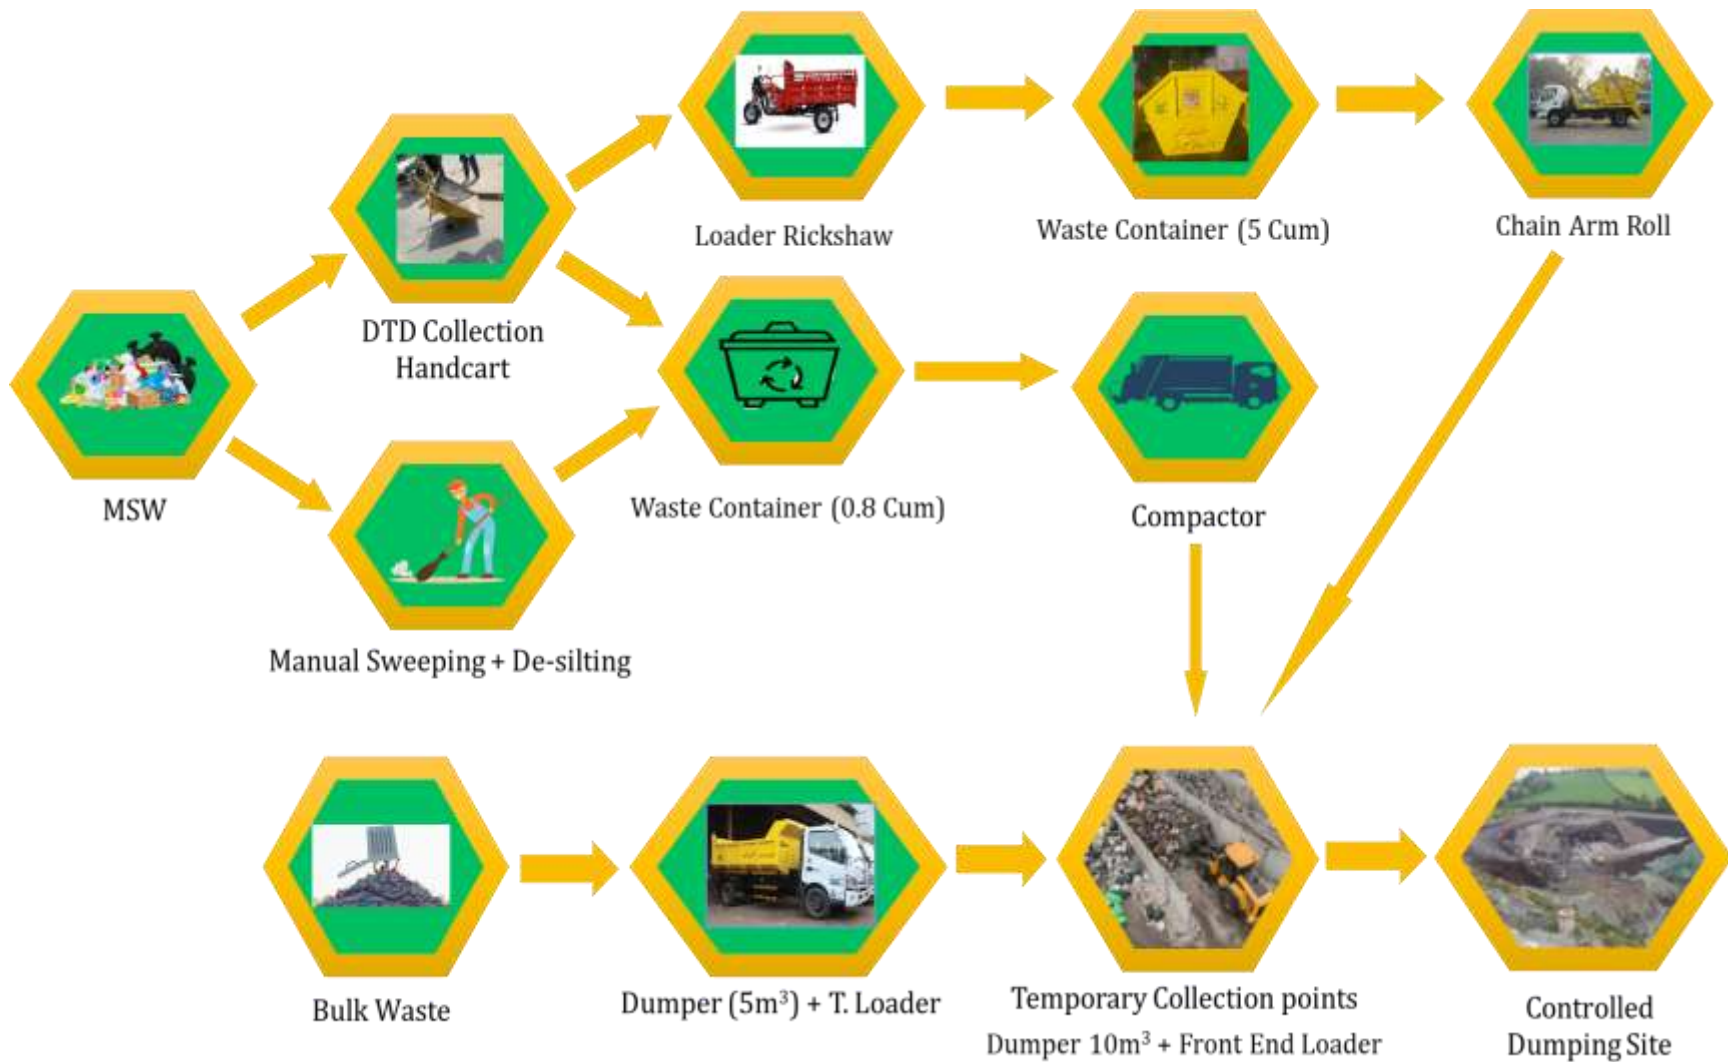 Loader Rickshaw
Waste Container (5 Cum)
Chain Arm Roll
DTD Collection
Handcart
MSW
Waste Container (0.8 Cum)
Compactor
Manual Sweeping + De-silting
Bulk Waste
Dumper (5m³) + T. Loader
Temporary Collection points
Dumper 10m³ + Front End Loader
Controlled
Dumping Site